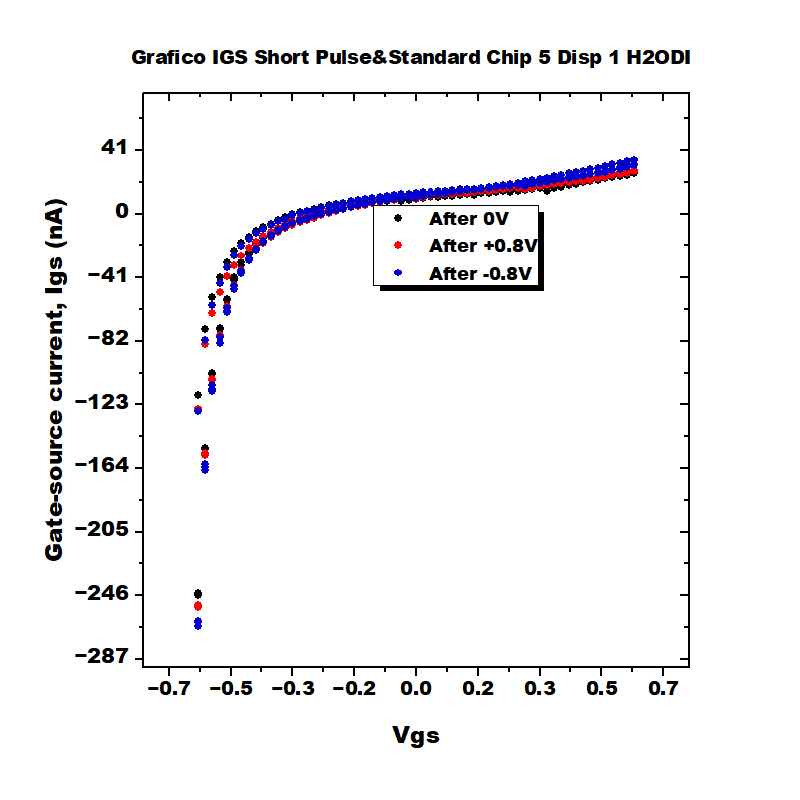 Grafico IGS Short Pulse&Standard Chip 5 Disp 1 H2ODI
Gate-source current, Igs (nA)
41
0
−41
−82
−123
−164
−205
−246
−287
After 0V
After +0.8V
After -0.8V
−0.7 −0.5 −0.3 −0.2 0.0 0.2 0.3 0.5 0.7
Vgs